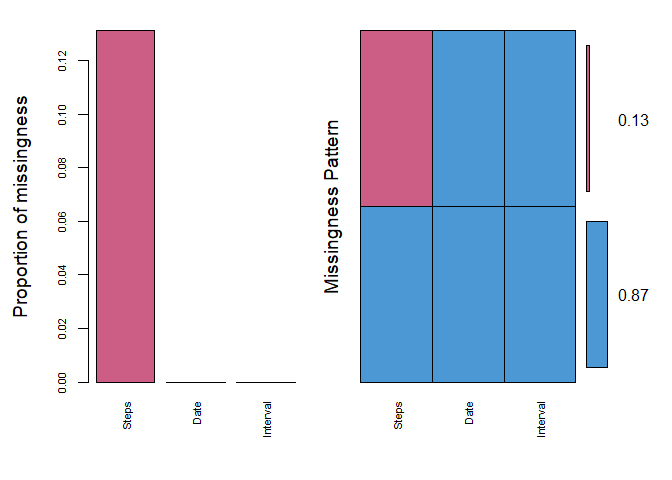 Proportion of missingness
0.12
0.10
0.08
0.06
0.04
0.02
0.00
Steps
Date
Interval
Missingness Pattern
Steps
Date
Interval
0.13
0.87